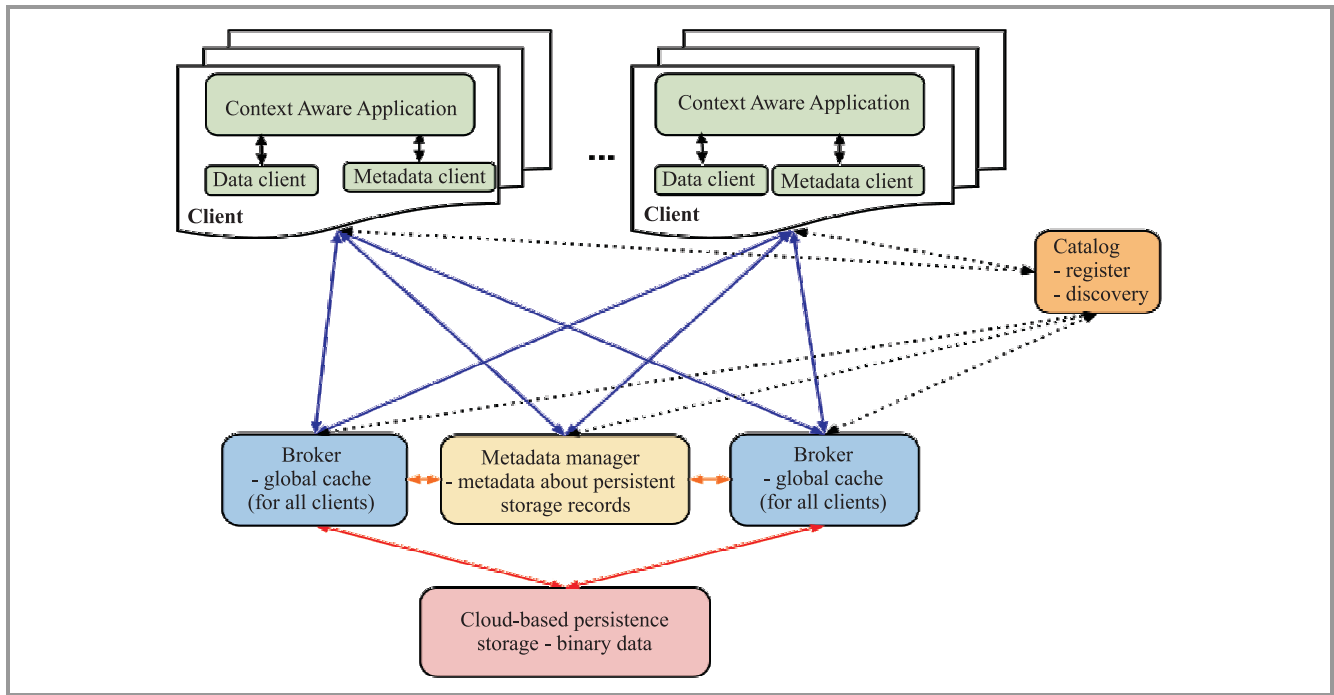 Context Aware Application
Data client
Metadata client
Client
...
Context Aware Application
Data client
Metadata client
Client
Catalog
- register
- discovery
Broker
- global cache
(for all clients)
Metadata manager
- metadata about persistent
storage records
Broker
- global cache
(for all clients)
Cloud-based persistence
storage - binary data